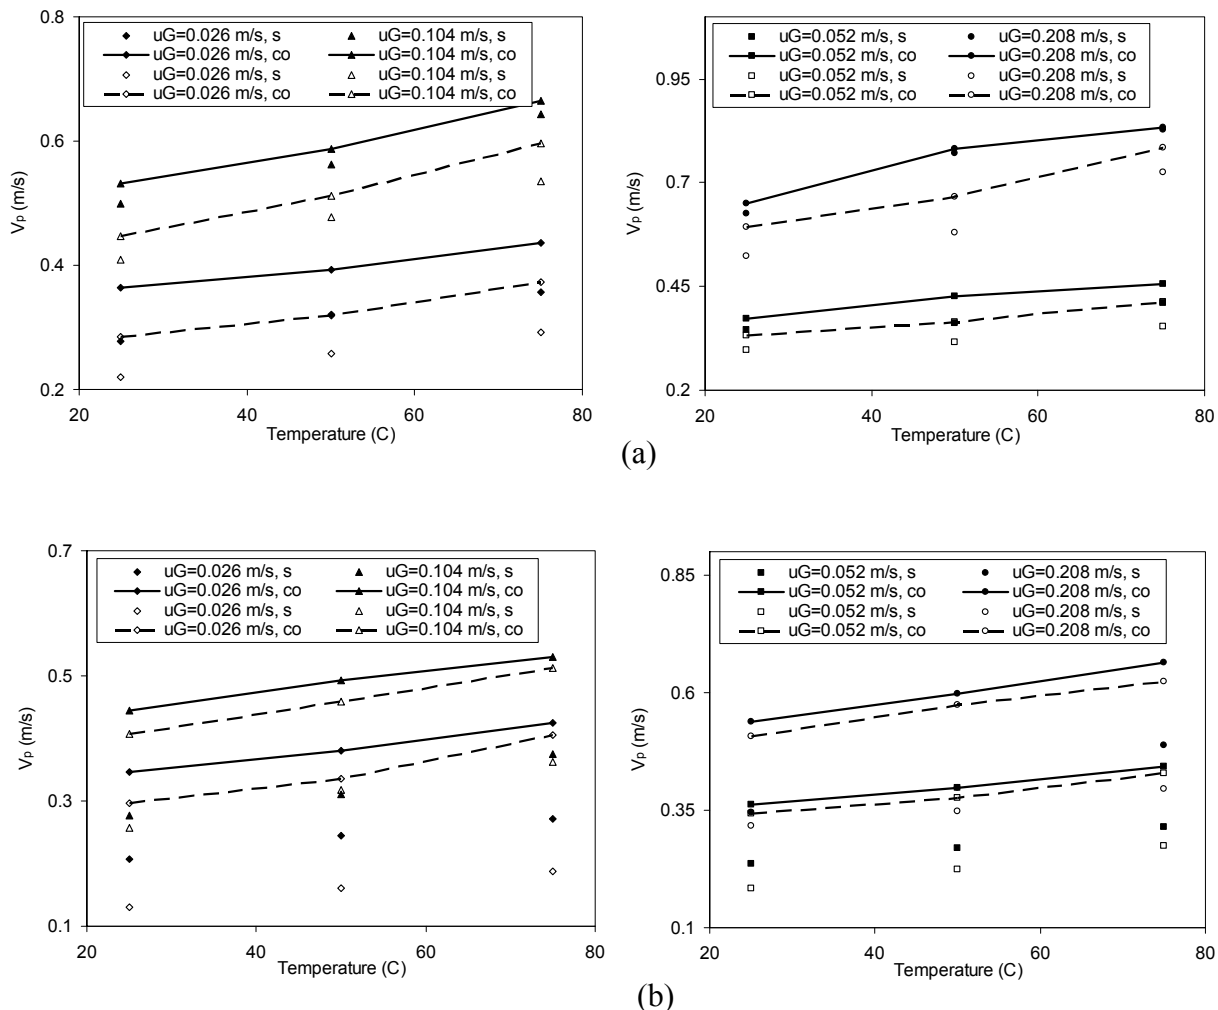 0.8
uG=0.026 m/s, s
uG=0.104 m/s, s
uG=0.026 m/s, co
uG=0.104 m/s, co
uG=0.026 m/s, s
uG=0.104 m/s, s
uG=0.026 m/s, co
uG=0.104 m/s, co
0.6
0.4
0.2
Vp (m/s)
20 40 60 80
Temperature (C)
uG=0.052 m/s, s
uG=0.208 m/s, s
uG=0.052 m/s, co
uG=0.208 m/s, co
uG=0.052 m/s, s
uG=0.208 m/s, s
uG=0.052 m/s, co
uG=0.208 m/s, co
0.95
0.7
0.45
0.2
Vp (m/s)
20 40 60 80
Temperature (C)
(a)
0.7
uG=0.026 m/s, s
uG=0.104 m/s, s
uG=0.026 m/s, co
uG=0.104 m/s, co
uG=0.026 m/s, s
uG=0.104 m/s, s
uG=0.026 m/s, co
uG=0.104 m/s, co
0.5
0.3
0.1
Vp (m/s)
20 40 60 80
Temperature (C)
0.85
uG=0.052 m/s, s
uG=0.208 m/s, s
uG=0.052 m/s, co
uG=0.208 m/s, co
uG=0.052 m/s, s
uG=0.208 m/s, s
uG=0.052 m/s, co
uG=0.208 m/s, co
0.6
0.35
0.1
Vp (m/s)
20 40 60 80
Temperature (C)
(b)